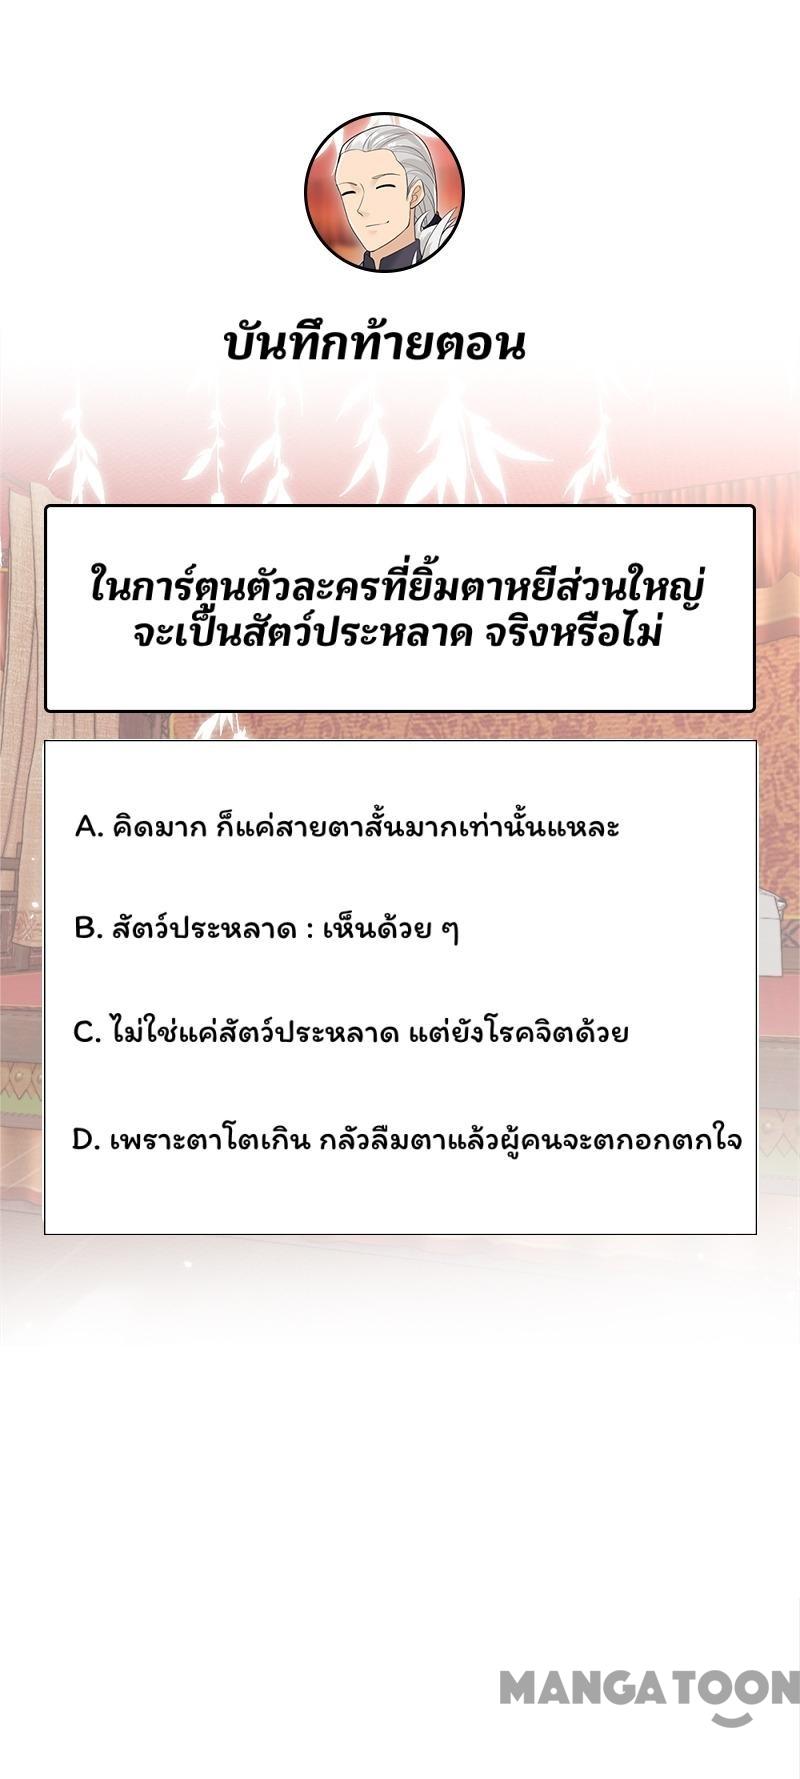 บันทึกท้ายตอน
ในการ์ตูนตัวละครที่ยิ้มตาหยีส่วนใหญ่
จะเป็นสัตว์ประหลาด จริงหรือไม่
A. คิดมาก ก็แค่สายตาสั้นมากเท่านั้นแหละ
B. สัตว์ประหลาด : เห็นด้วย ๆ
C. ไม่ใช่แค่สัตว์ประหลาด แต่ยังโรคจิตด้วย
D. เพราะตาโตเกิน กลัวลืมตาแล้วผู้คนจะตกอกตกใจ
MANGATOON